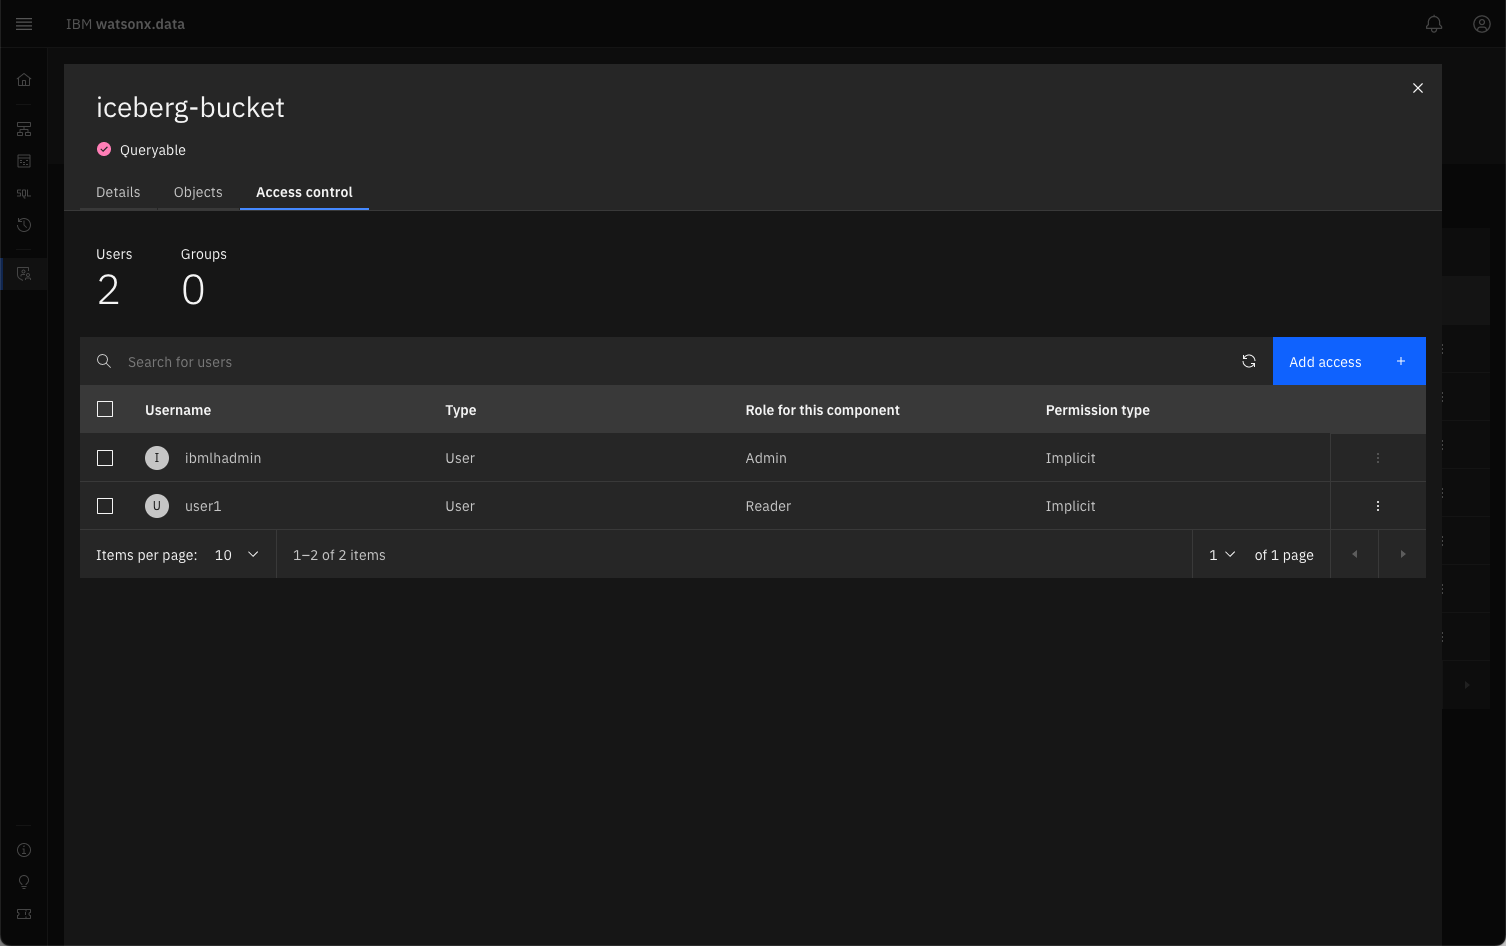 IBM watsonx.data
iceberg-bucket
Queryable
Details Objects Access control
Users Groups
2 0
Search for users Add access +
Username Type Role for this component Permission type
I ibmlhadmin User Admin Implicit
U user1 User Reader Implicit
Items per page: 10 1–2 of 2 items 1 of 1 page
SQL